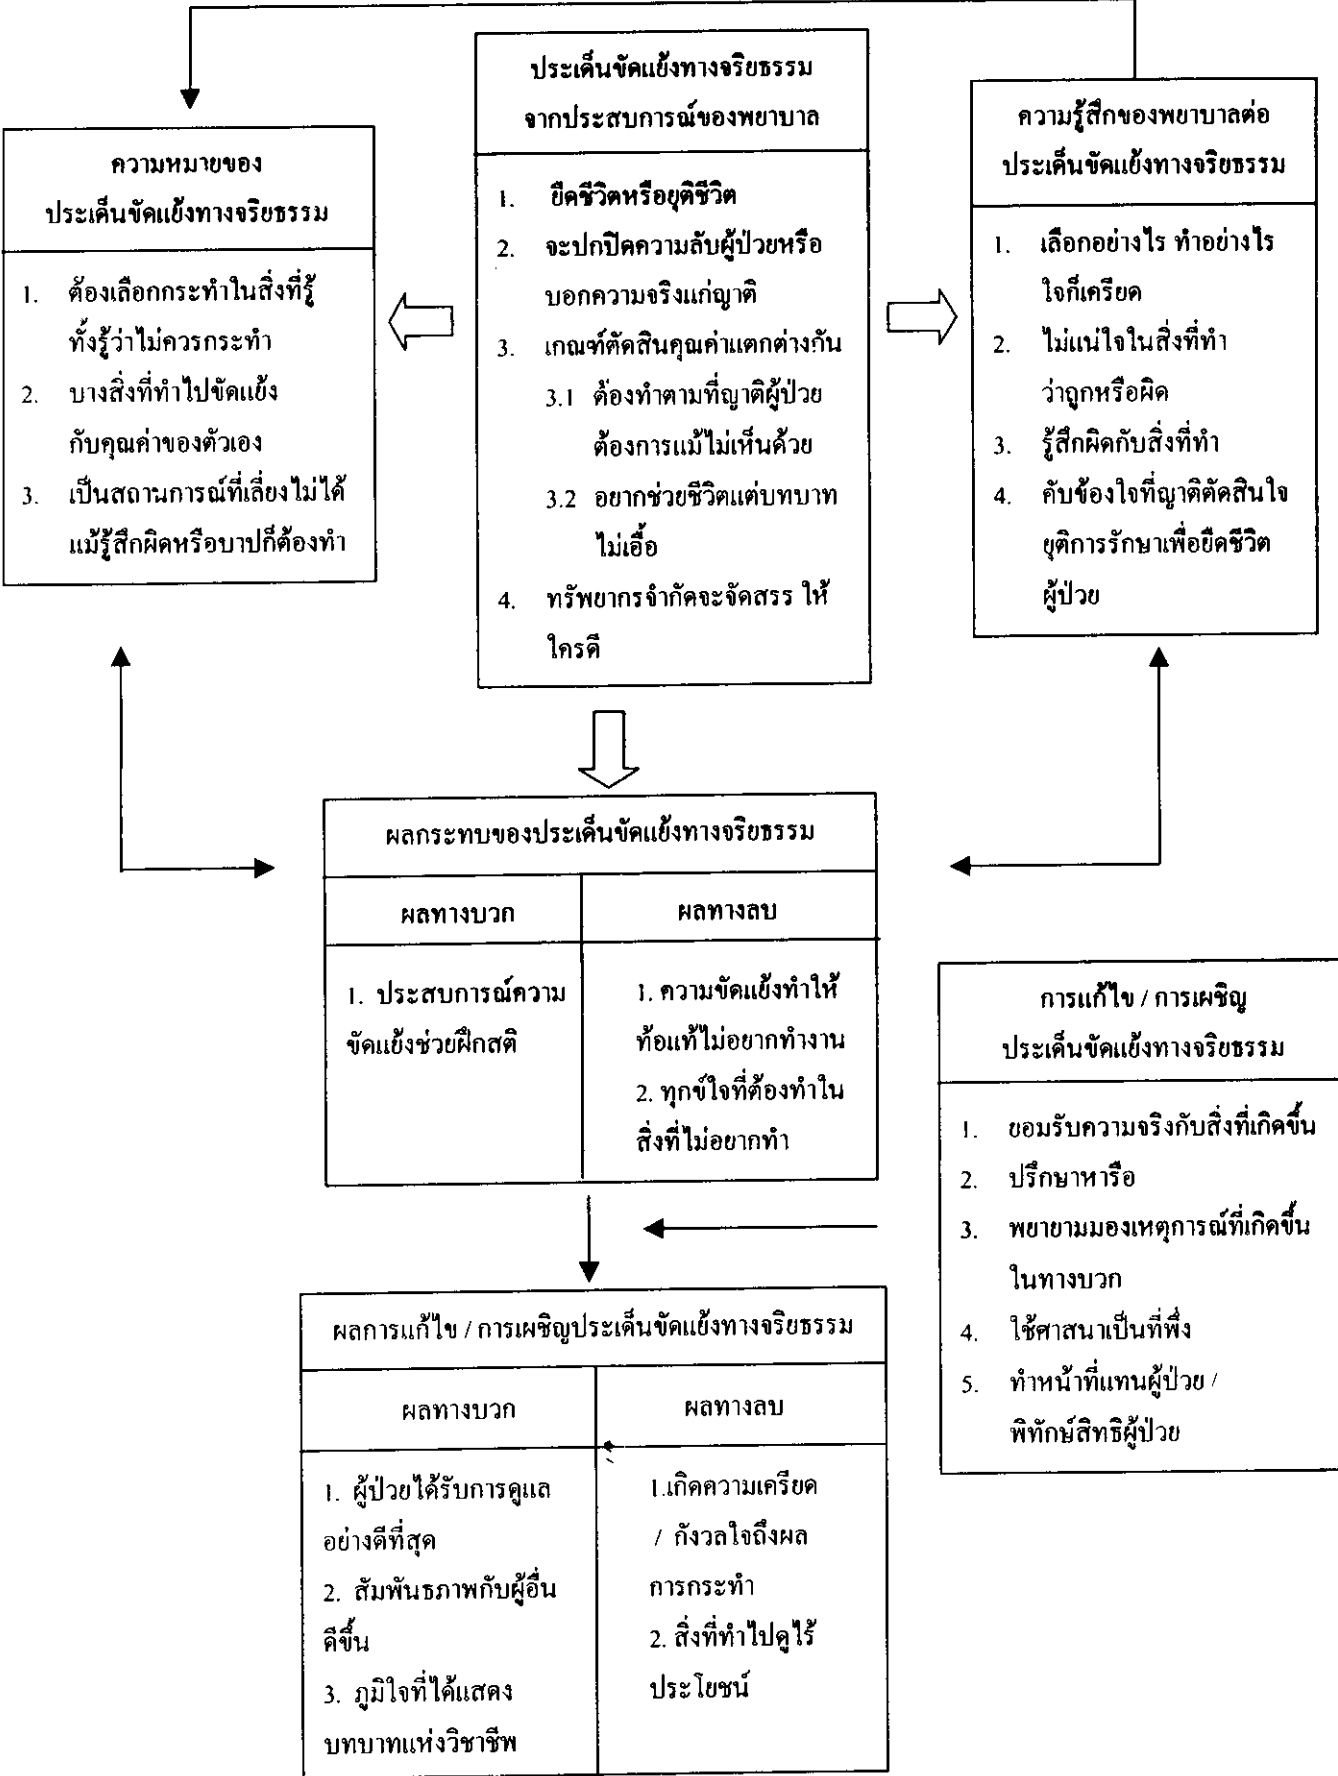 ประเด็นขัดแย้งทางจริยธรรม
จากประสบการณ์ของพยาบาล
1. ยืดชีวิตหรือยุติชีวิต
2. จะปกปิดความลับผู้ป่วยหรือ
บอกความจริงแก่ญาติ
3. เกณฑ์ตัดสินคุณค่าแตกต่างกัน
3.1 ต้องทำตามที่ญาติผู้ป่วย
ต้องการแม้ไม่เห็นด้วย
3.2 อยากช่วยชีวิตแต่บทบาท
ไม่เอื้อ
4. ทรัพยากรจำกัดจะจัดสรร ให้
ใครดี
ความหมายของ
ประเด็นขัดแย้งทางจริยธรรม
1. ต้องเลือกกระทำในสิ่งที่รู้
ทั้งรู้ว่าไม่ควรกระทำ
2. บางสิ่งที่ทำไปขัดแย้ง
กับคุณค่าของตัวเอง
3. เป็นสถานการณ์ที่เลี่ยงไม่ได้
แม้รู้สึกผิดหรือบาปก็ต้องทำ
ความรู้สึกของพยาบาลต่อ
ประเด็นขัดแย้งทางจริยธรรม
1. เลือกอย่างไร ทำอย่างไร
ใจก็เครียด
2. ไม่แน่ใจในสิ่งที่ทำ
ว่าถูกหรือผิด
3. รู้สึกผิดกับสิ่งที่ทำ
4. คับข้องใจที่ญาติตัดสินใจ
ยุติการรักษาเพื่อยืดชีวิต
ผู้ป่วย
ผลกระทบของประเด็นขัดแย้งทางจริยธรรม
ผลทางบวก
1. ประสบการณ์ความ
ขัดแย้งช่วยฝึกสติ
ผลทางลบ
1. ความขัดแย้งทำให้
ท้อแท้ไม่อยากทำงาน
2. ทุกข์ใจที่ต้องทำใน
สิ่งที่ไม่อยากทำ
การแก้ไข / การเผชิญ
ประเด็นขัดแย้งทางจริยธรรม
1. ยอมรับความจริงกับสิ่งที่เกิดขึ้น
2. ปรึกษาหารือ
3. พยายามมองเหตุการณ์ที่เกิดขึ้น
ในทางบวก
4. ใช้ศาสนาเป็นที่พึ่ง
5. ทำหน้าที่แทนผู้ป่วย /
พิทักษ์สิทธิผู้ป่วย
ผลการแก้ไข / การเผชิญประเด็นขัดแย้งทางจริยธรรม
ผลทางบวก
1. ผู้ป่วยได้รับการดูแล
อย่างดีที่สุด
2. สัมพันธภาพกับผู้อื่น
ดีขึ้น
3. ภูมิใจที่ได้แสดง
บทบาทแห่งวิชาชีพ
ผลทางลบ
1.เกิดความเครียด
/ กังวลใจถึงผล
การกระทำ
2. สิ่งที่ทำไปดูไร้
ประโยชน์